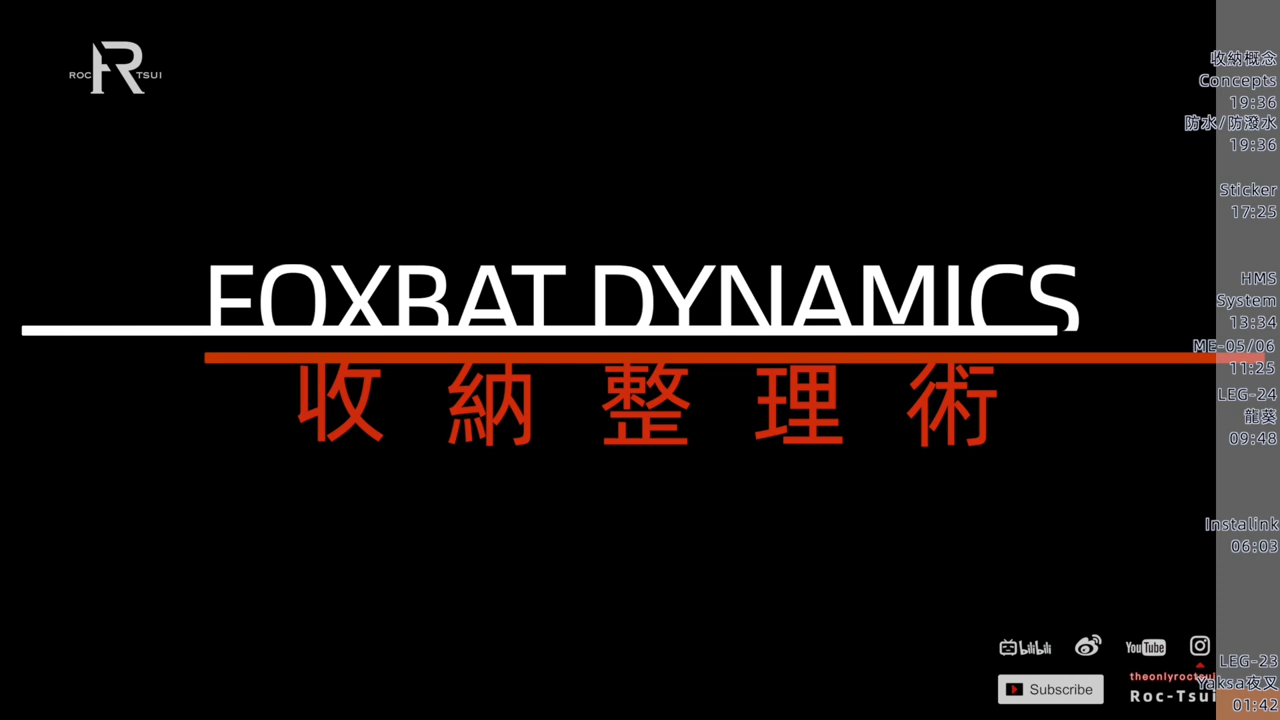 ROC R TSUI
FOXBAT DYNAMICS
收納整理術
收納概念
Concepts
19:36
防水/防潑水
19:36
Sticker
17:25
HMS
System
13:34
ME-05/06
11:25
LEG-24
龍葵
09:48
Instalink
06:03
LEG-23
Yaksa夜叉
01:42
bilibili
YouTube
theonlyroctsui
Subscribe
Roc-Tsui